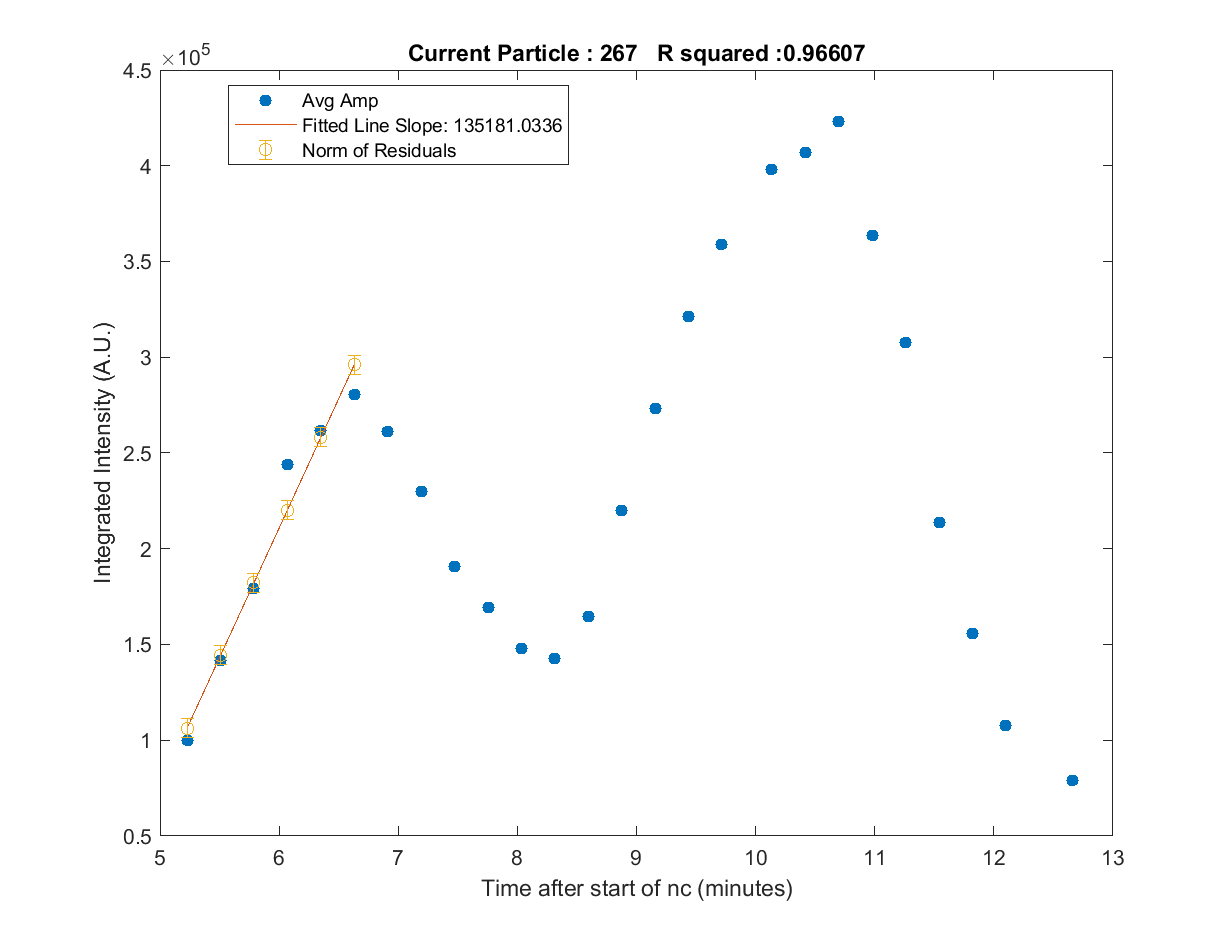 Current Particle : 267   R squared :0.96607
×10^5
4.5
4
3.5
3
2.5
2
1.5
1
0.5
Avg Amp
Fitted Line Slope: 135181.0336
Norm of Residuals
Integrated Intensity (A.U.)
5 6 7 8 9 10 11 12 13
Time after start of nc (minutes)